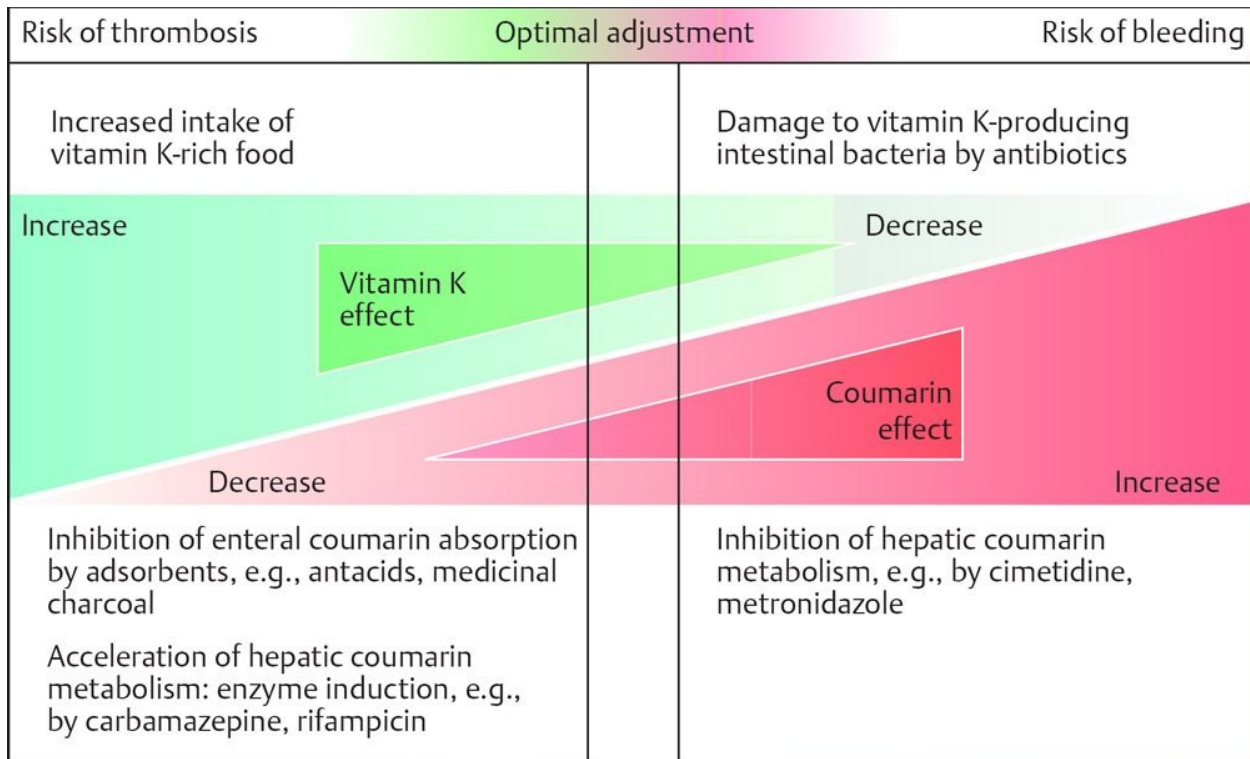 Risk of thrombosis
Optimal adjustment
Risk of bleeding
Increased intake of
vitamin K-rich food
Damage to vitamin K-producing
intestinal bacteria by antibiotics
Increase
Decrease
Vitamin K
effect
Coumarin
effect
Decrease
Increase
Inhibition of enteral coumarin absorption
by adsorbents, e.g., antacids, medicinal
charcoal
Acceleration of hepatic coumarin
metabolism: enzyme induction, e.g.,
by carbamazepine, rifampicin
Inhibition of hepatic coumarin
metabolism, e.g., by cimetidine,
metronidazole